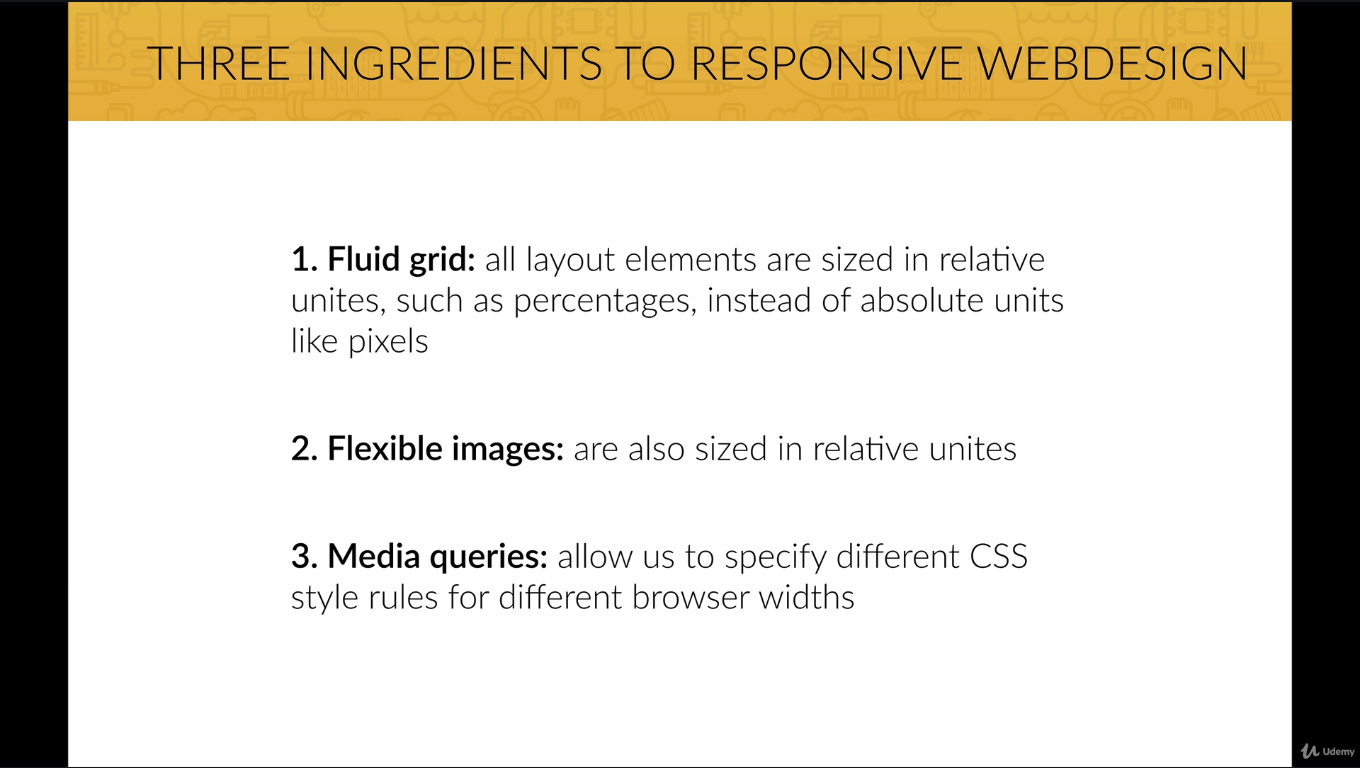 THREE INGREDIENTS TO RESPONSIVE WEBDESIGN
1. Fluid grid: all layout elements are sized in relative
unites, such as percentages, instead of absolute units
like pixels
2. Flexible images: are also sized in relative unites
3. Media queries: allow us to specify different CSS
style rules for different browser widths
Udemy